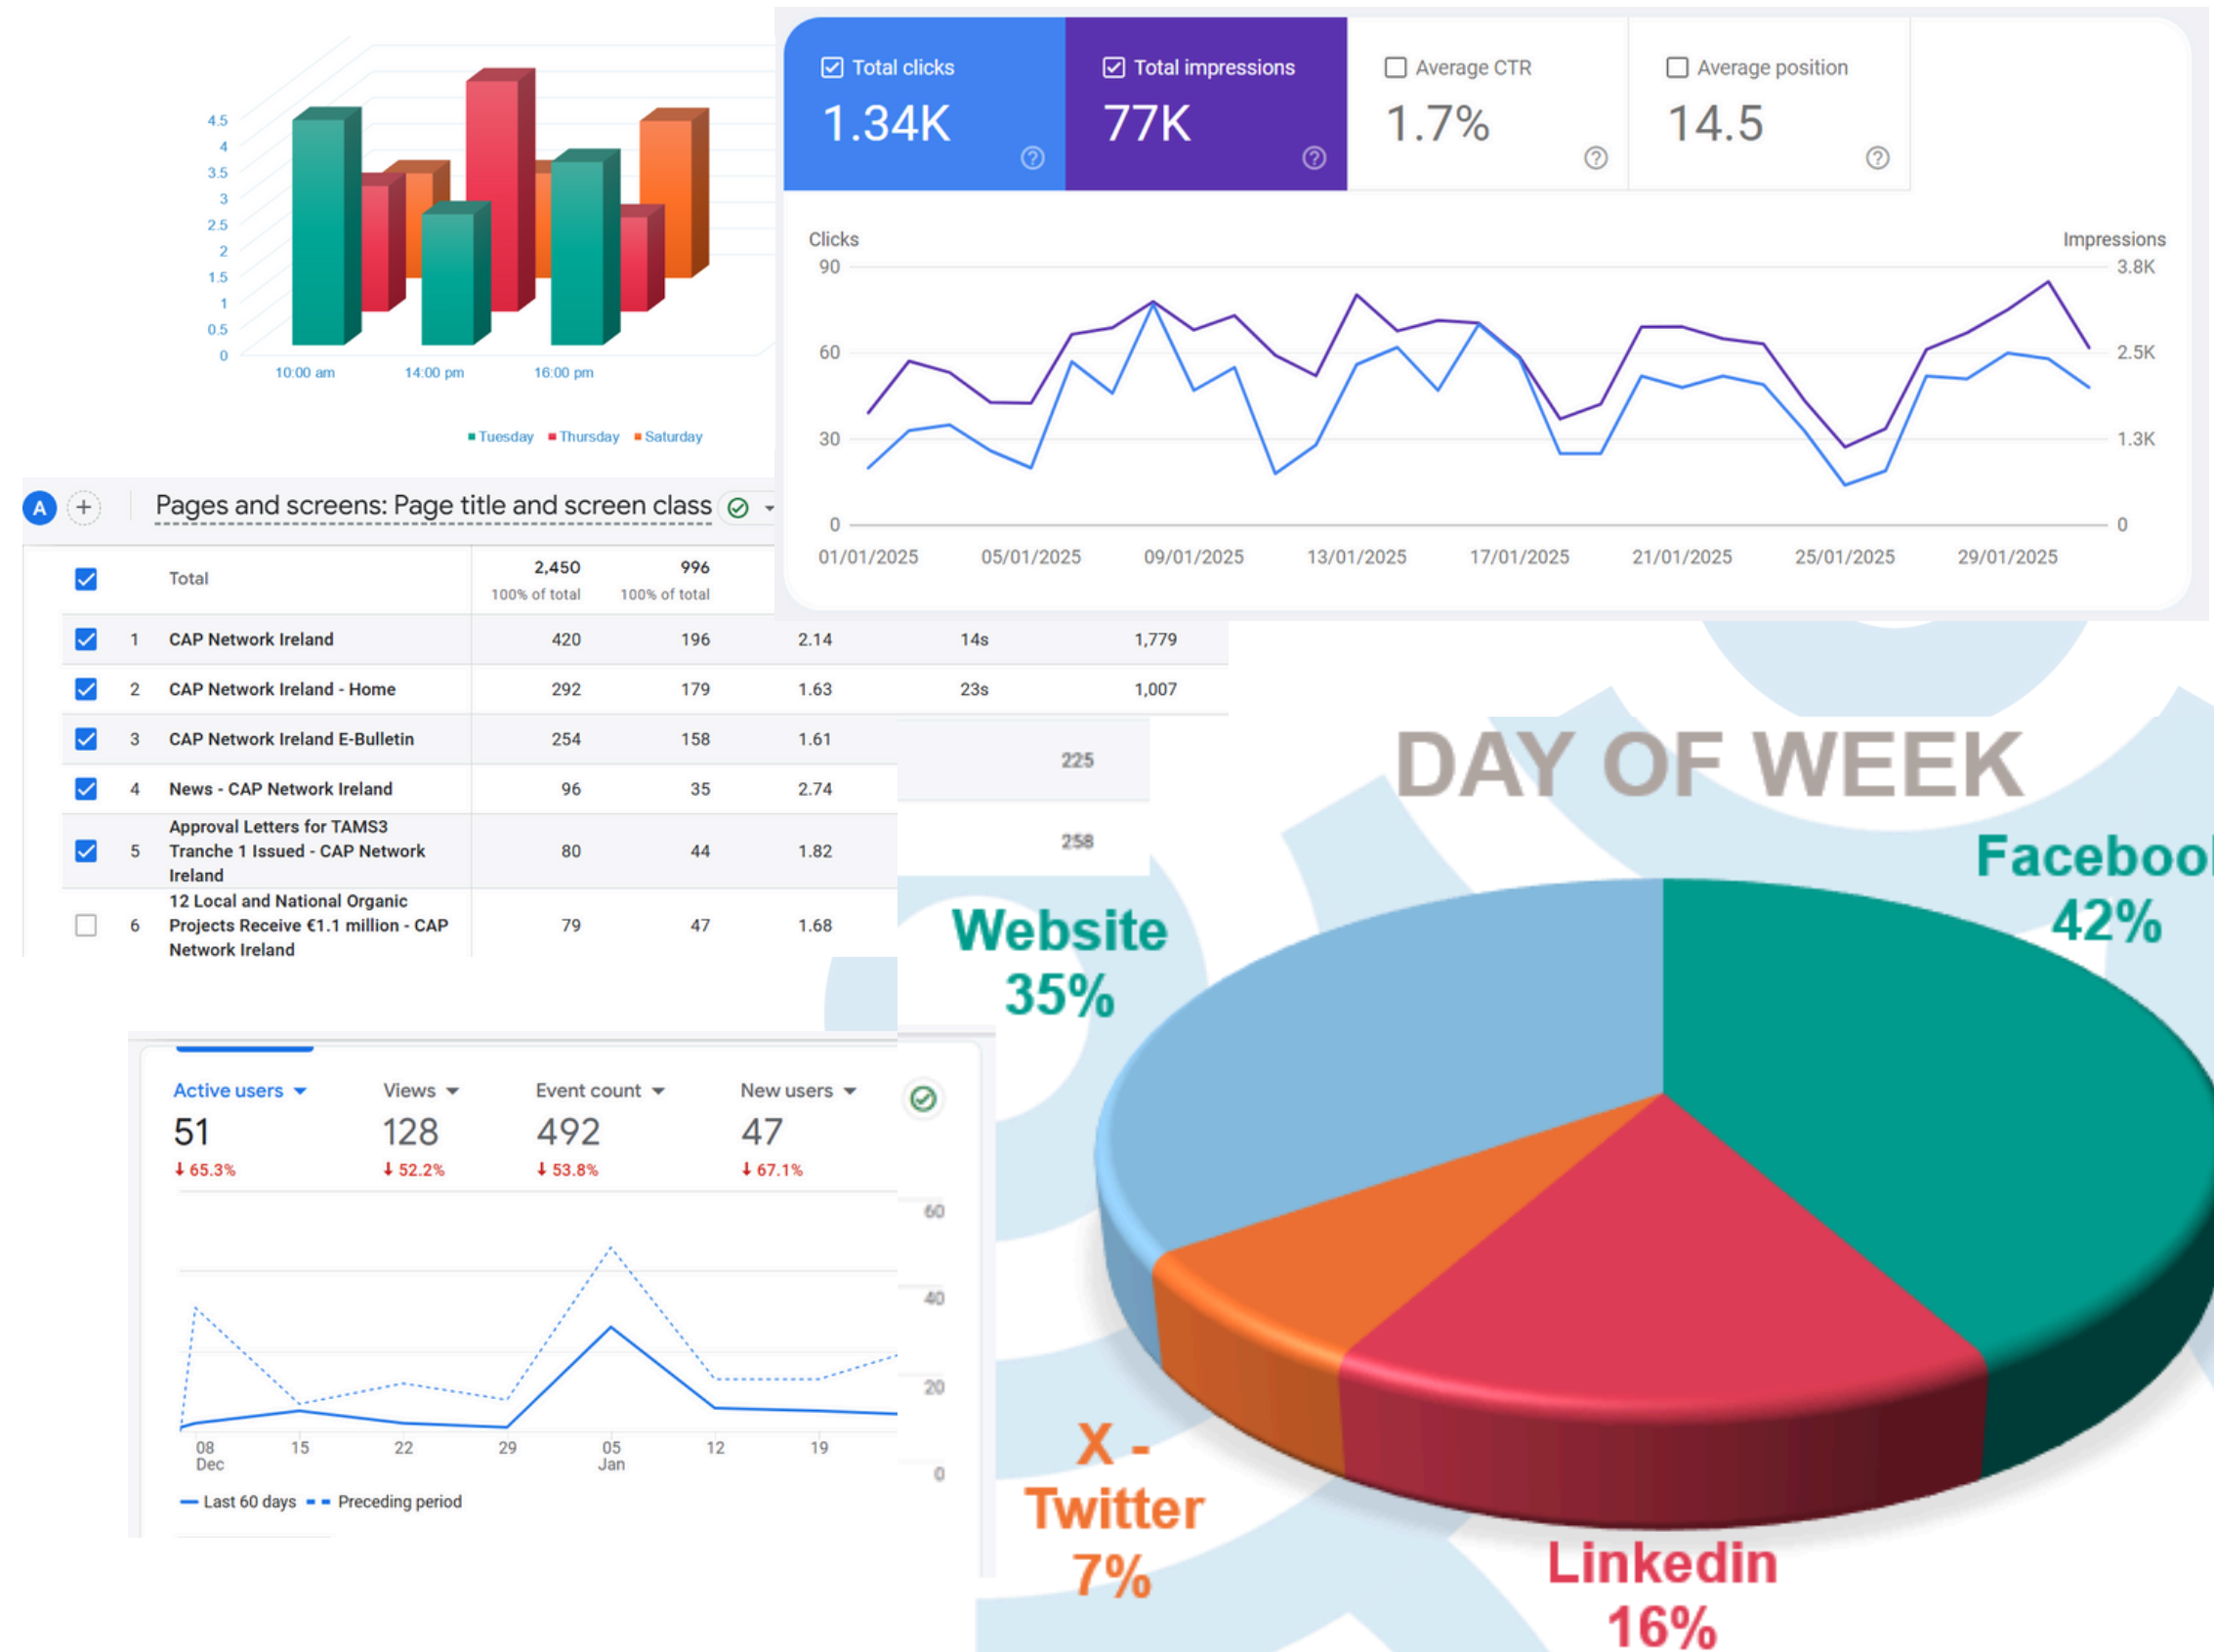 4.5
4
3.5
3
2.5
2
1.5
1
0.5
0
10:00 am 14:00 pm 16:00 pm
Tuesday Thursday Saturday
Total clicks
1.34K
Total impressions
77K
Average CTR
1.7%
Average position
14.5
Clicks Impressions
90 3.8K
60 2.5K
30 1.3K
0 0
01/01/2025 05/01/2025 09/01/2025 13/01/2025 17/01/2025 21/01/2025 25/01/2025 29/01/2025
A + Pages and screens: Page title and screen class
Total 2,450 996
100% of total 100% of total
1 CAP Network Ireland 420 196 2.14 14s 1,779
2 CAP Network Ireland - Home 292 179 1.63 23s 1,007
3 CAP Network Ireland E-Bulletin 254 158 1.61
4 News - CAP Network Ireland 96 35 2.74
Approval Letters for TAMS3
5 Tranche 1 Issued - CAP Network 80 44 1.82
Ireland
12 Local and National Organic
6 Projects Receive €1.1 million - CAP 79 47 1.68
Network Ireland
225
258
DAY OF WEEK
Faceboo
42%
Website
35%
X -
Twitter
7%
Linkedin
16%
Active users Views Event count New users
51 128 492 47
65.3% 52.2% 53.8% 67.1%
60
40
20
0
08 15 22 29 05 12 19
Dec Jan
Last 60 days Preceding period